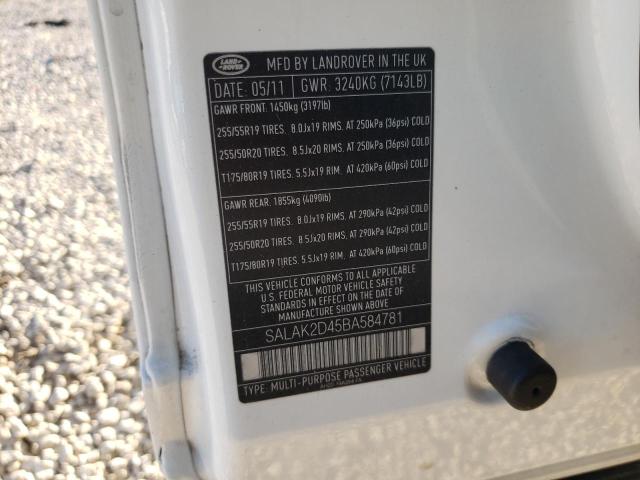 LAND ROVER
MFD BY LANDROVER IN THE UK
DATE: 05/11 GWR: 3240KG (7143LB)
GAWR FRONT: 1450kg (3197lb)
255/55R19 TIRES. 8.0Jx19 RIMS. AT 250kPa (36psi) COLD
255/50R20 TIRES. 8.5Jx20 RIMS, AT 250kPa (36psi) COLD
T175/80R19 TIRES. 5.5Jx19 RIM. AT 420kPa (60psi) COLD
GAWR REAR: 1855kg (4090lb)
255/55R19 TIRES. 8.0Jx19 RIMS, AT 290kPa (42psi) COLD
255/50R20 TIRES. 8.5Jx20 RIMS, AT 290kPa (42psi) COLD
T175/80R19 TIRES. 5.5Jx19 RIM. AT 420kPa (60psi) COLD
THIS VEHICLE CONFORMS TO ALL APPLICABLE
U.S. FEDERAL MOTOR VEHICLE SAFETY
STANDARDS IN EFFECT ON THE DATE OF
MANUFACTURE SHOWN ABOVE
SALAK2D45BA584781
TYPE: MULTI-PURPOSE PASSENGER VEHICLE